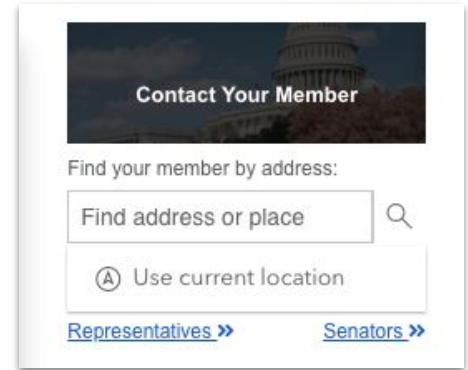 Contact Your Member
Find your member by address:
Find address or place
Use current location
Representatives »
Senators »